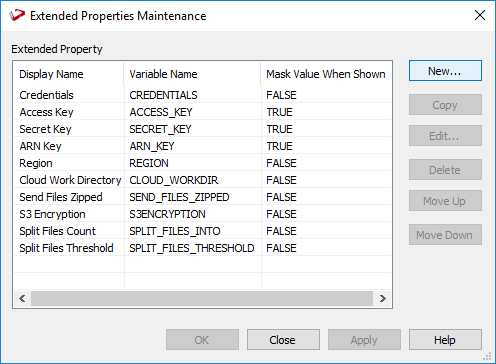 Extended Properties Maintenance
Extended Property
Display Name Variable Name Mask Value When Shown
Credentials CREDENTIALS FALSE
Access Key ACCESS_KEY TRUE
Secret Key SECRET_KEY TRUE
ARN Key ARN_KEY TRUE
Region REGION FALSE
Cloud Work Directory CLOUD_WORKDIR FALSE
Send Files Zipped SEND_FILES_ZIPPED FALSE
S3 Encryption S3ENCRYPTION FALSE
Split Files Count SPLIT_FILES_INTO FALSE
Split Files Threshold SPLIT_FILES_THRESHOLD FALSE
New...
Copy
Edit...
Delete
Move Up
Move Down
OK Close Apply Help